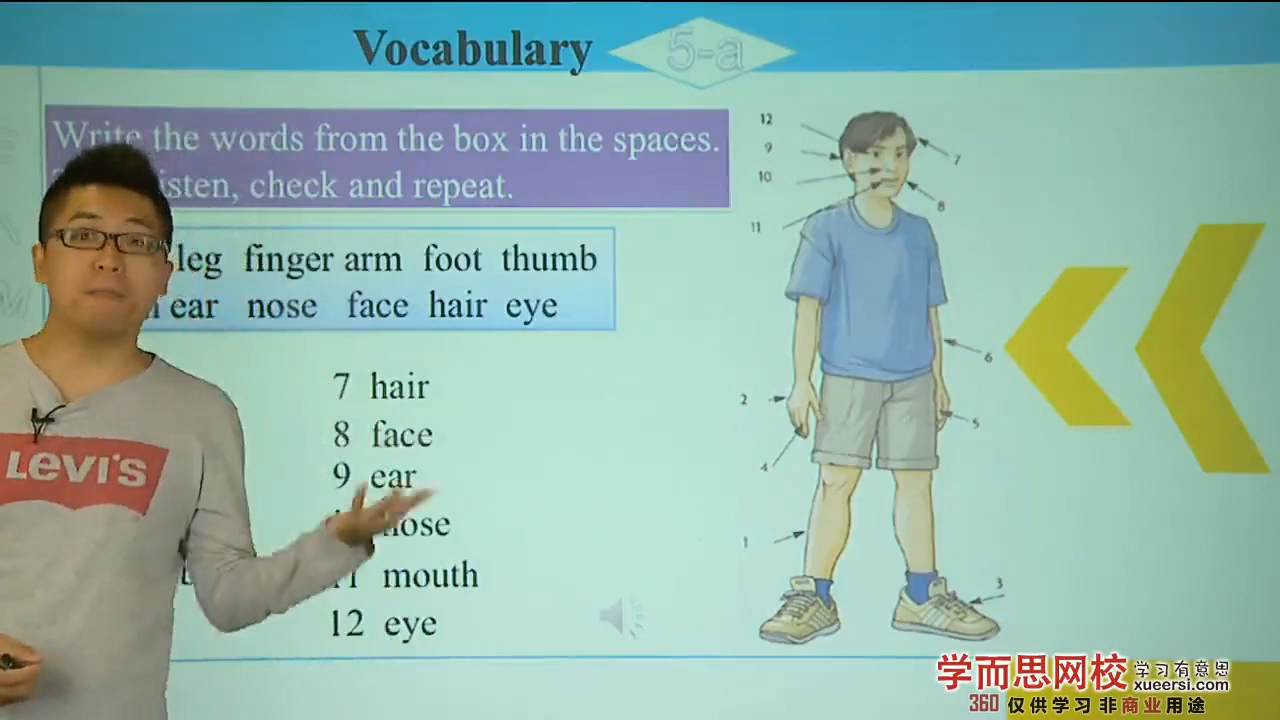 Vocabulary 5-a
Write the words from the box in the spaces.
listen, check and repeat.
leg finger arm foot thumb
ear nose face hair eye
7 hair
8 face
9 ear
nose
11 mouth
12 eye
12
9
10
11
7
8
6
2
5
4
1
3
LEVI'S
学而思网校 学习有意思
xueersi.com
360 仅供学习 非商业用途